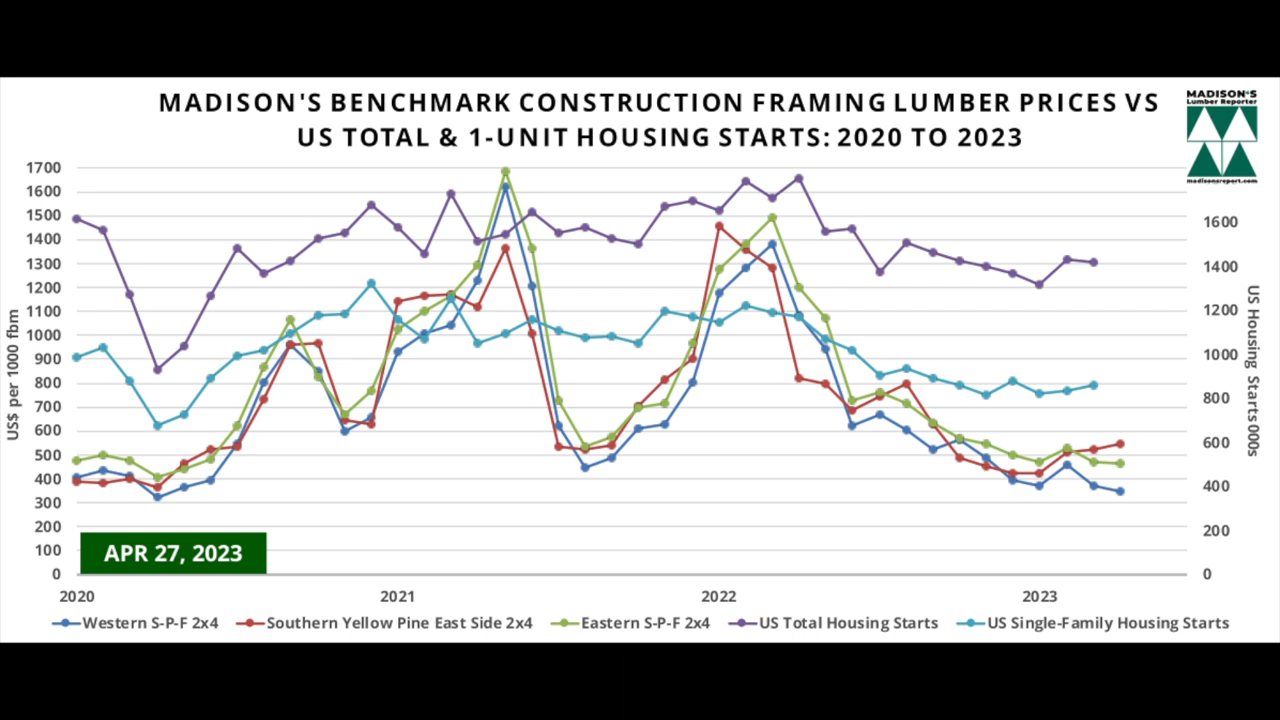 MADISON'S BENCHMARK CONSTRUCTION FRAMING LUMBER PRICES VS
US TOTAL & 1-UNIT HOUSING STARTS: 2020 TO 2023
MADISON'S
Lumber Reporter
madisonsreport.com
US$ per 1000 fbm
1700
1600
1500
1400
1300
1200
1100
1000
900
800
700
600
500
400
300
200
100
0
1600
1400
1200
1000
800
600
400
200
0
US Housing Starts 000s
APR 27, 2023
2020 2021 2022 2023
Western S-P-F 2x4 Southern Yellow Pine East Side 2x4 Eastern S-P-F 2x4 US Total Housing Starts US Single-Family Housing Starts